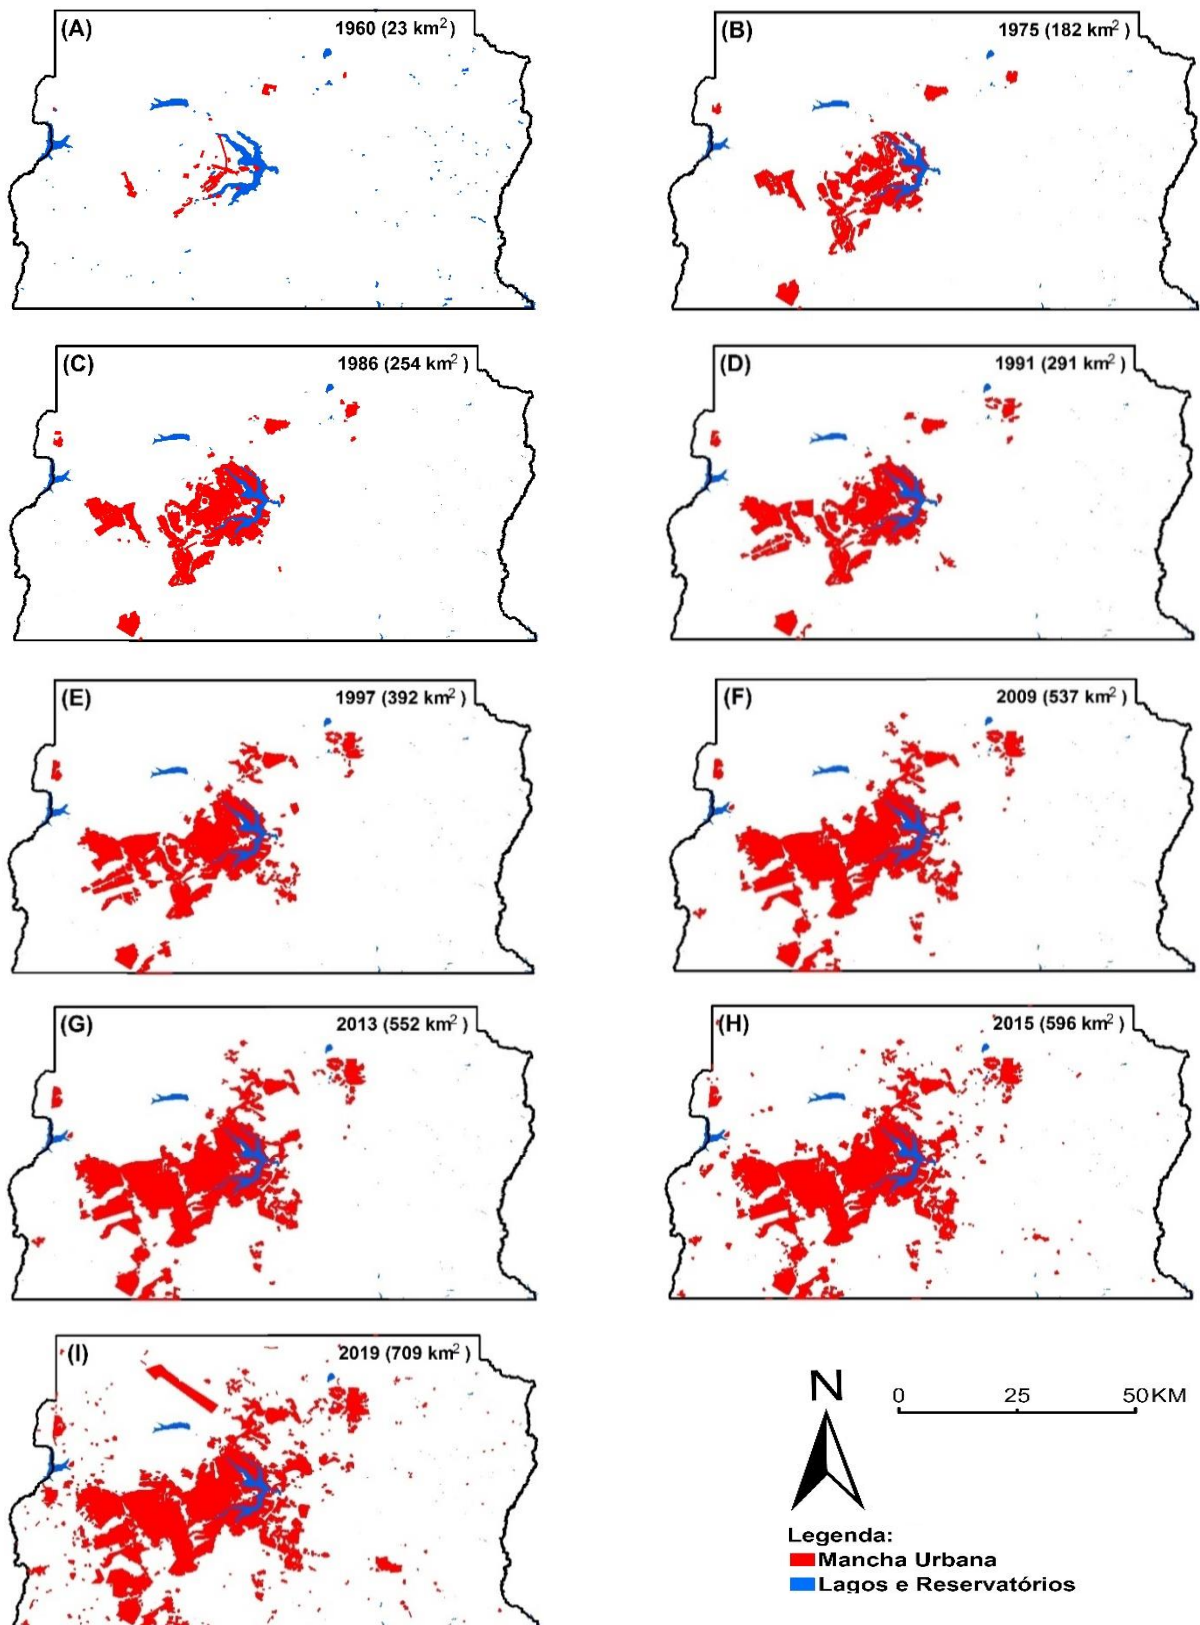 (A) 1960 (23 km²)
(B) 1975 (182 km²)
(C) 1986 (254 km²)
(D) 1991 (291 km²)
(E) 1997 (392 km²)
(F) 2009 (537 km²)
(G) 2013 (552 km²)
(H) 2015 (596 km²)
(I) 2019 (709 km²)
N
0 25 50KM
Legenda:
Mancha Urbana
Lagos e Reservatórios